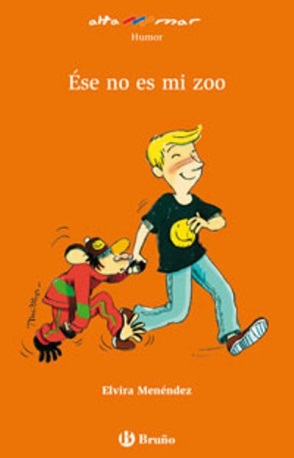 alta mar
Humor
Ése no es mi zoo
Elvira Menéndez
Bruño